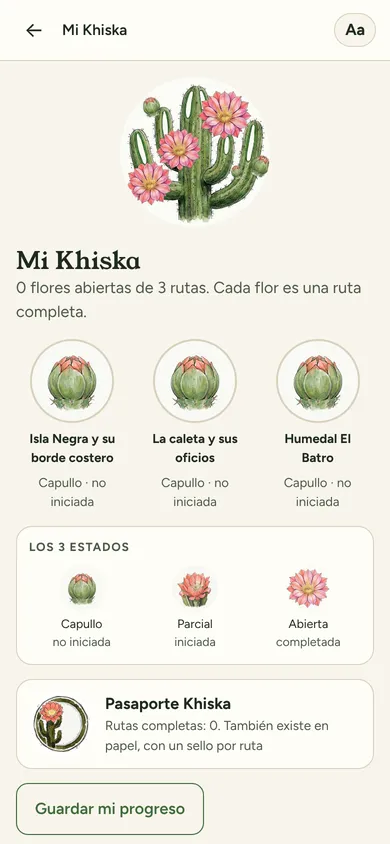 Mi Khiska
Aa
Mi Khiska
0 flores abiertas de 3 rutas. Cada flor es una ruta
completa.
Isla Negra y su
borde costero
Capullo · no
iniciada
La caleta y sus
oficios
Capullo · no
iniciada
Humedal El
Batro
Capullo · no
iniciada
LOS 3 ESTADOS
Capullo
no iniciada
Parcial
iniciada
Abierta
completada
Pasaporte Khiska
Rutas completas: 0. También existe en
papel, con un sello por ruta
Guardar mi progreso